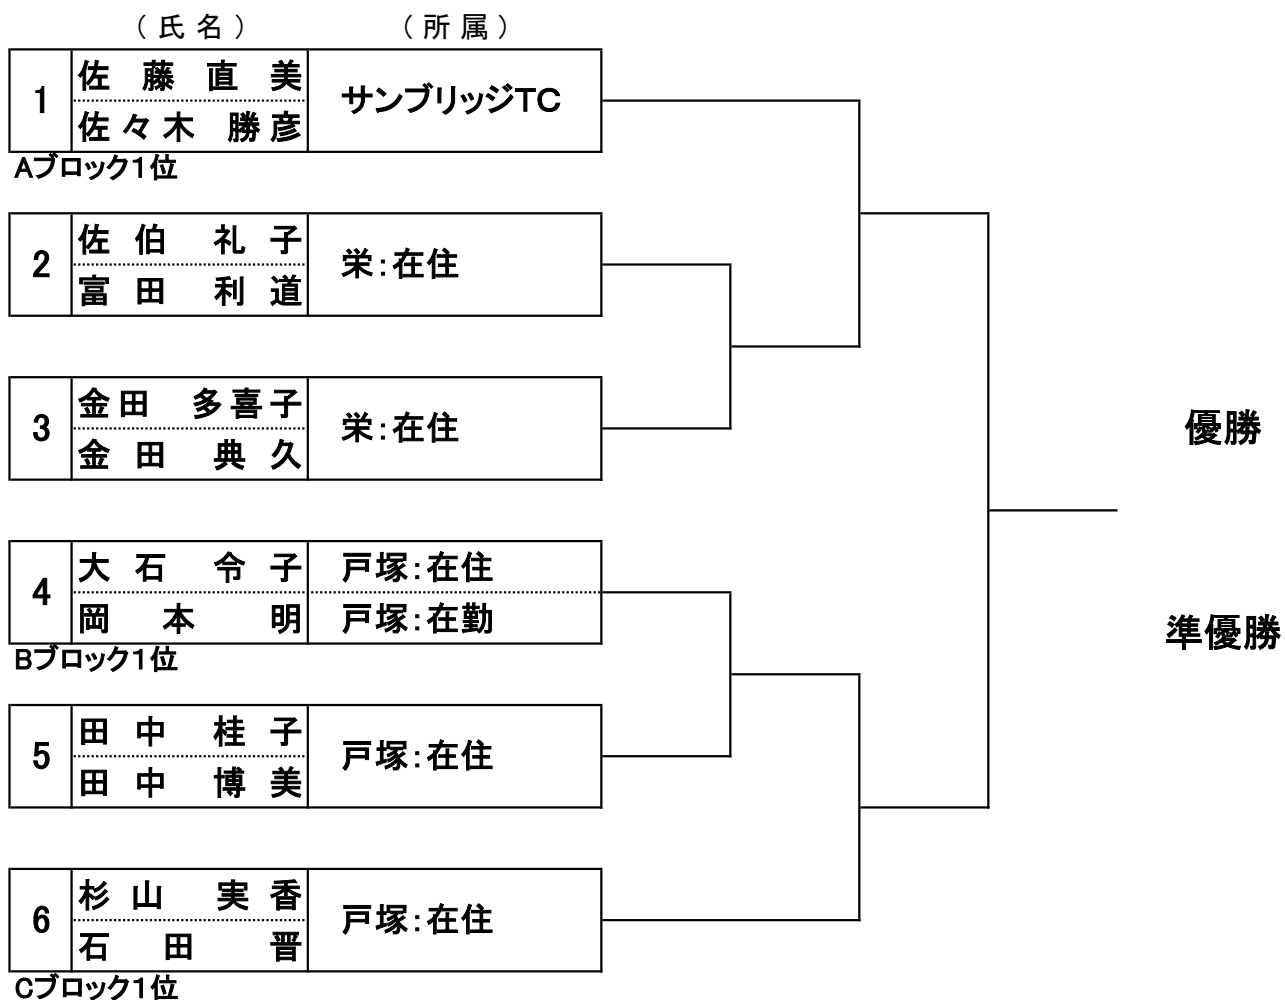 （氏名） （所属）
1 佐藤直美 サンブリッジTC
佐々木 勝彦
Aブロック1位
2 佐伯 礼子 栄：在住
富田 利道
3 金田 多喜子 栄：在住
金田 典久
優勝
4 大石 令子 戸塚：在住
岡本 明 戸塚：在勤
Bブロック1位
準優勝
5 田中 桂子 戸塚：在住
田中 博美
6 杉山 実香 戸塚：在住
石田 晋
Cブロック1位